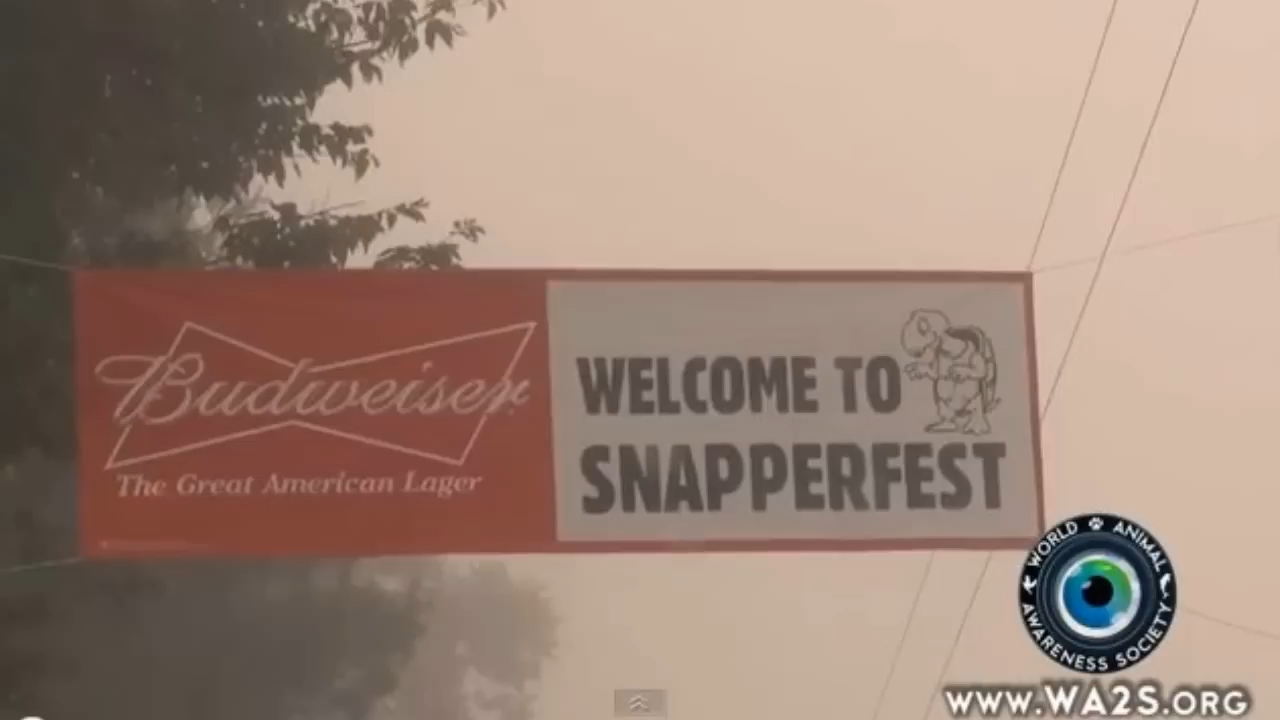 Budweiser
The Great American Lager
WELCOME TO
SNAPPERFEST
WORLD ANIMAL
AWARENESS SOCIETY
WWW.WA2S.ORG